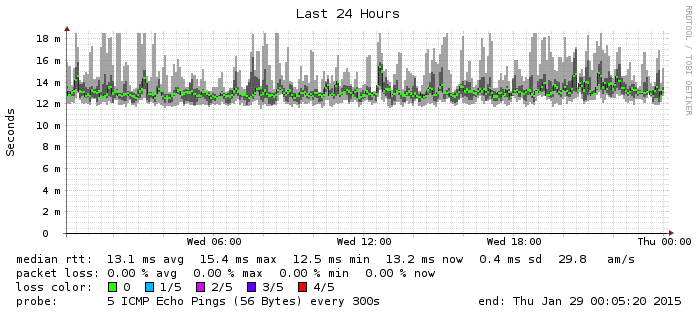 Last 24 Hours
RRDTOOL / TOBI OETIKER
Seconds
18 m
16 m
14 m
12 m
10 m
8 m
6 m
4 m
2 m
0
Wed 06:00 Wed 12:00 Wed 18:00 Thu 00:00
median rtt: 13.1 ms avg 15.4 ms max 12.5 ms min 13.2 ms now 0.4 ms sd 29.8 am/s
packet loss: 0.00 % avg 0.00 % max 0.00 % min 0.00 % now
loss color: 0 1/5 2/5 3/5 4/5
probe: 5 ICMP Echo Pings (56 Bytes) every 300s end: Thu Jan 29 00:05:20 2015